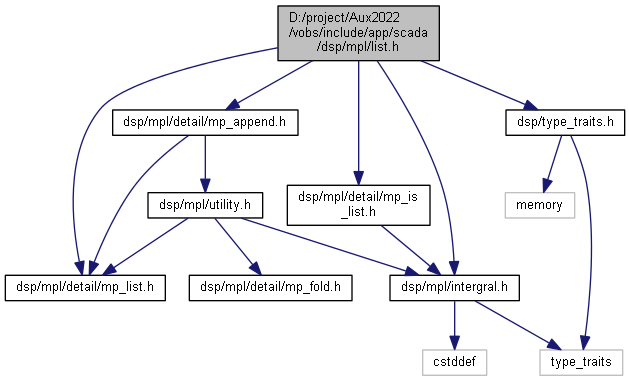 D:/project/Aux2022
/vobs/include/app/scada
/dsp/mpl/list.h
dsp/mpl/detail/mp_append.h
dsp/type_traits.h
dsp/mpl/utility.h
dsp/mpl/detail/mp_is
_list.h
memory
dsp/mpl/detail/mp_list.h
dsp/mpl/detail/mp_fold.h
dsp/mpl/intergral.h
cstddef
type_traits